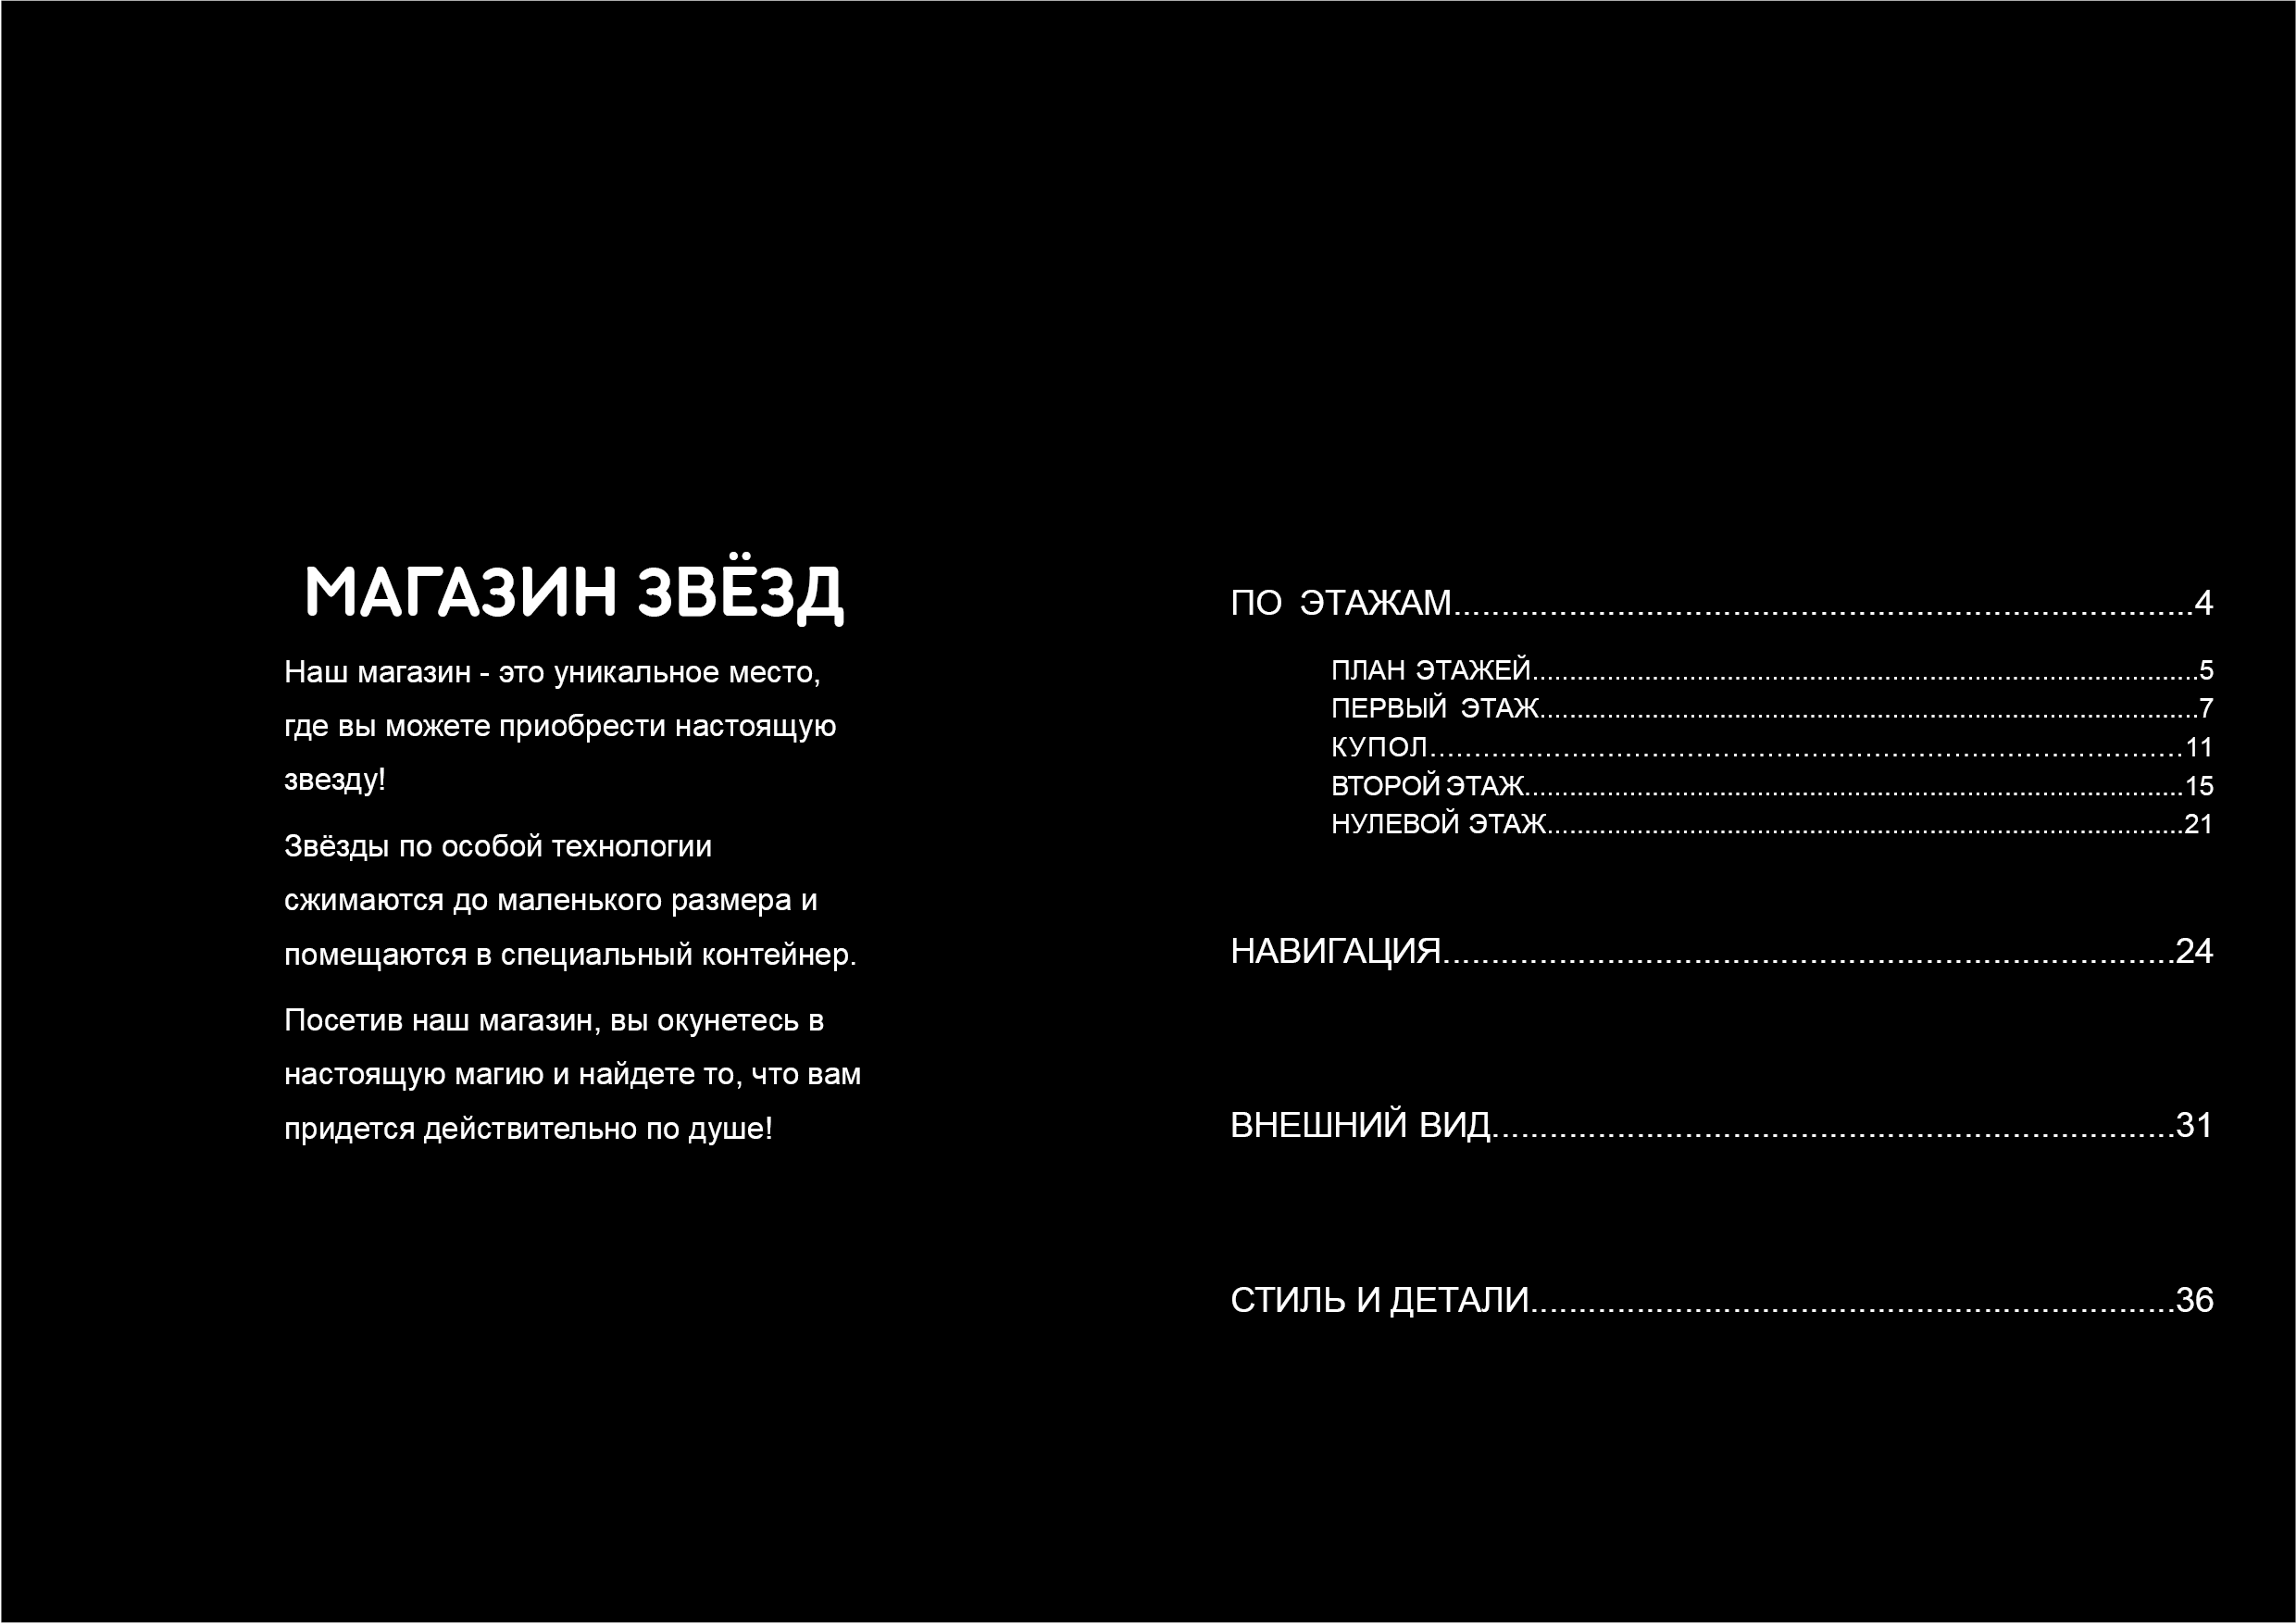 МАГАЗИН ЗВЁЗД
Наш магазин - это уникальное место,
где вы можете приобрести настоящую
звезду!
Звёзды по особой технологии
сжимаются до маленького размера и
помещаются в специальный контейнер.
Посетив наш магазин, вы окунетесь в
настоящую магию и найдете то, что вам
придется действительно по душе!
ПО ЭТАЖАМ............................................................................4
ПЛАН ЭТАЖЕЙ.........................................................................................5
ПЕРВЫЙ ЭТАЖ........................................................................................7
КУПОЛ...................................................................................11
ВТОРОЙ ЭТАЖ........................................................................................15
НУЛЕВОЙ ЭТАЖ.....................................................................................21
НАВИГАЦИЯ...........................................................................24
ВНЕШНИЙ ВИД......................................................................31
СТИЛЬ И ДЕТАЛИ..................................................................36